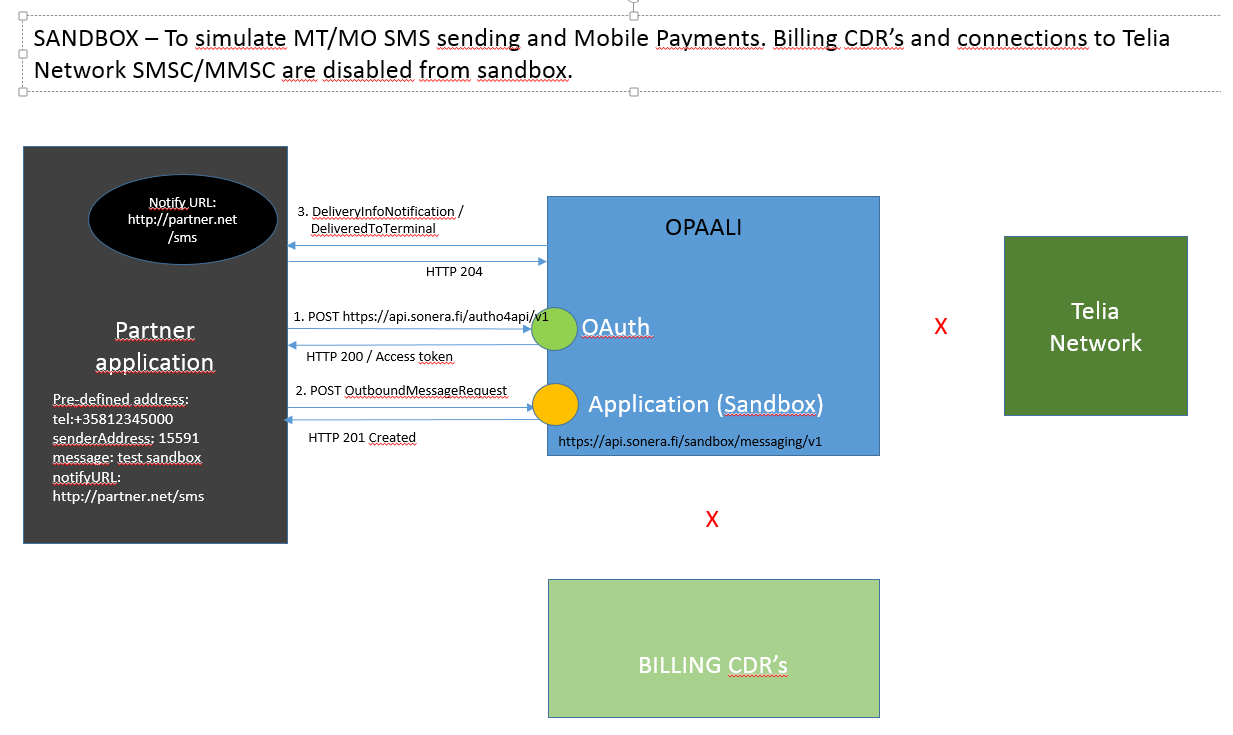 SANDBOX – To simulate MT/MO SMS sending and Mobile Payments. Billing CDR's and connections to Telia
Network SMSC/MMSC are disabled from sandbox.
Notify URL:
http://partner.net
/sms
3. DeliveryInfoNotification /
DeliveredToTerminal
HTTP 204
OPAALI
1. POST https://api.sonera.fi/autho4api/v1
OAuth
HTTP 200 / Access token
Partner
application
2. POST OutboundMessageRequest
Application (Sandbox)
HTTP 201 Created
https://api.sonera.fi/sandbox/messaging/v1
Pre-defined address:
tel:+35812345000
senderAddress: 15591
message: test sandbox
notifyURL:
http://partner.net/sms
X
Telia
Network
X
BILLING CDR's